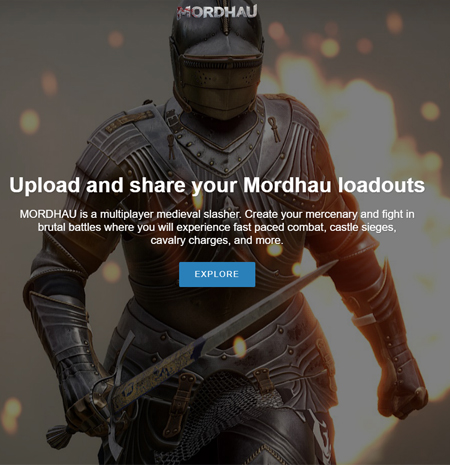 MORDHAU
Upload and share your Mordhau loadouts
MORDHAU is a multiplayer medieval slasher. Create your mercenary and fight in
brutal battles where you will experience fast paced combat, castle sieges,
cavalry charges, and more.
EXPLORE